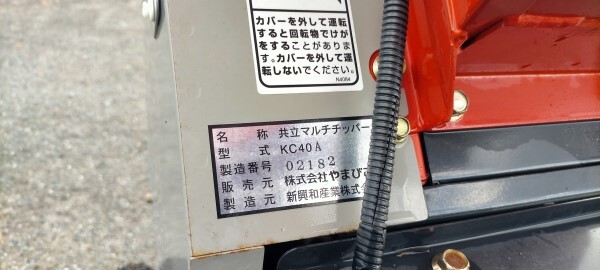 カバーを外して運転
すると回転物でけが
をすることがありま
す。カバーを外して運
転しないでください。
N4084
名 称 共立マルチチッパー
型 式 KC40A
製造番号 02182
販売元 株式会社やまび
製造元 新興和産業株式会